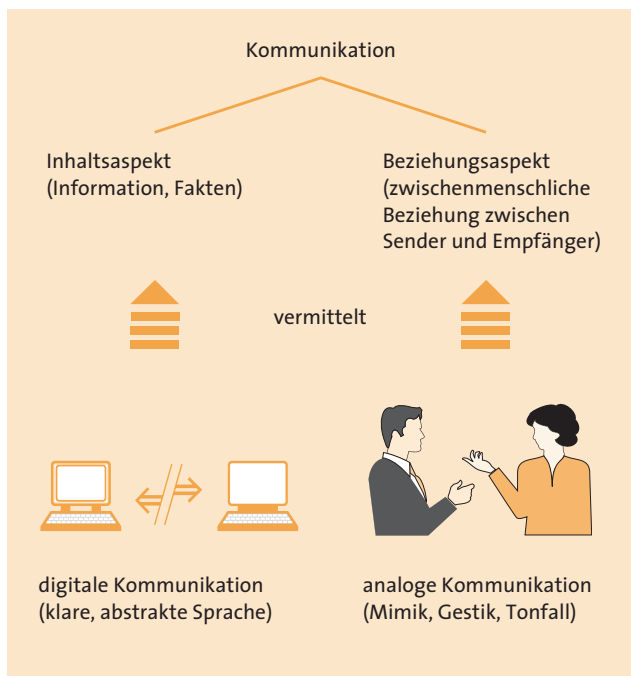 Kommunikation
Inhaltsaspekt
(Information, Fakten)
Beziehungsaspekt
(zwischenmenschliche
Beziehung zwischen
Sender und Empfänger)
vermittelt
digitale Kommunikation
(klare, abstrakte Sprache)
analoge Kommunikation
(Mimik, Gestik, Tonfall)